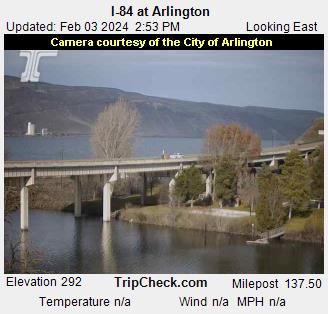 I-84 at Arlington
Updated: Feb 03 2024 2:53 PM Looking East
Camera courtesy of the City of Arlington
Elevation 292 TripCheck.com Milepost 137.50
Temperature n/a Wind n/a MPH n/a